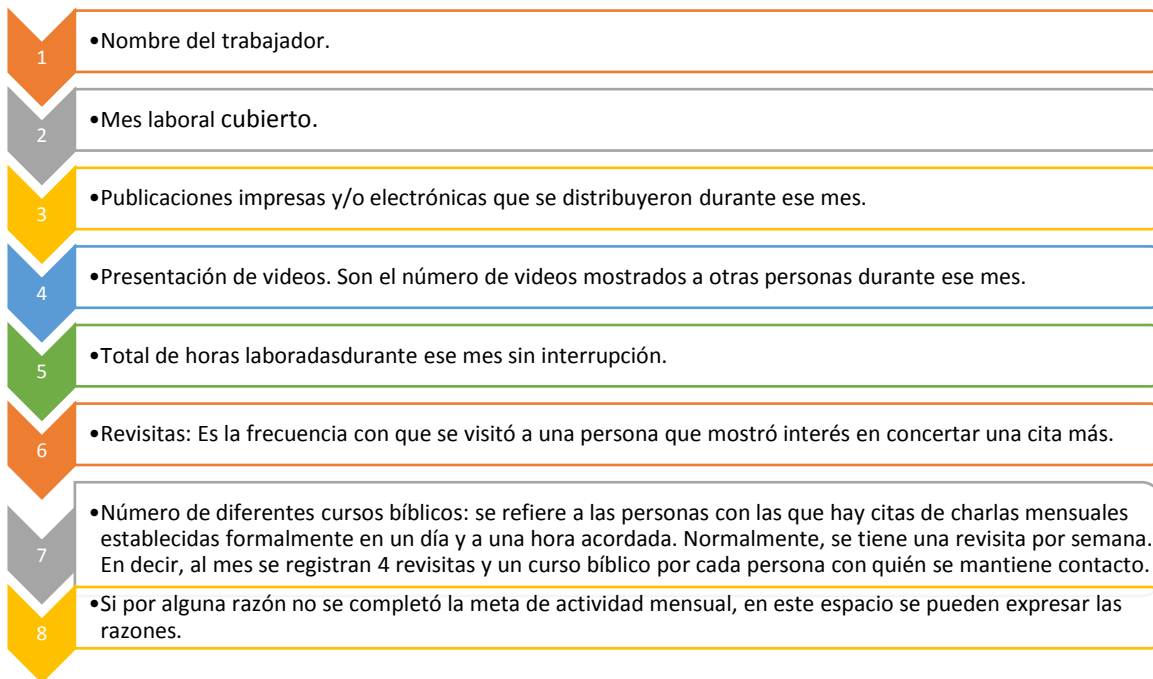 1
•Nombre del trabajador.
2
•Mes laboral cubierto.
3
•Publicaciones impresas y/o electrónicas que se distribuyeron durante ese mes.
4
•Presentación de videos. Son el número de videos mostrados a otras personas durante ese mes.
5
•Total de horas laboradasdurante ese mes sin interrupción.
6
•Revisitas: Es la frecuencia con que se visitó a una persona que mostró interés en concertar una cita más.
7
•Número de diferentes cursos bíblicos: se refiere a las personas con las que hay citas de charlas mensuales
establecidas formalmente en un día y a una hora acordada. Normalmente, se tiene una revisita por semana.
En decir, al mes se registran 4 revisitas y un curso bíblico por cada persona con quién se mantiene contacto.
8
•Si por alguna razón no se completó la meta de actividad mensual, en este espacio se pueden expresar las
razones.